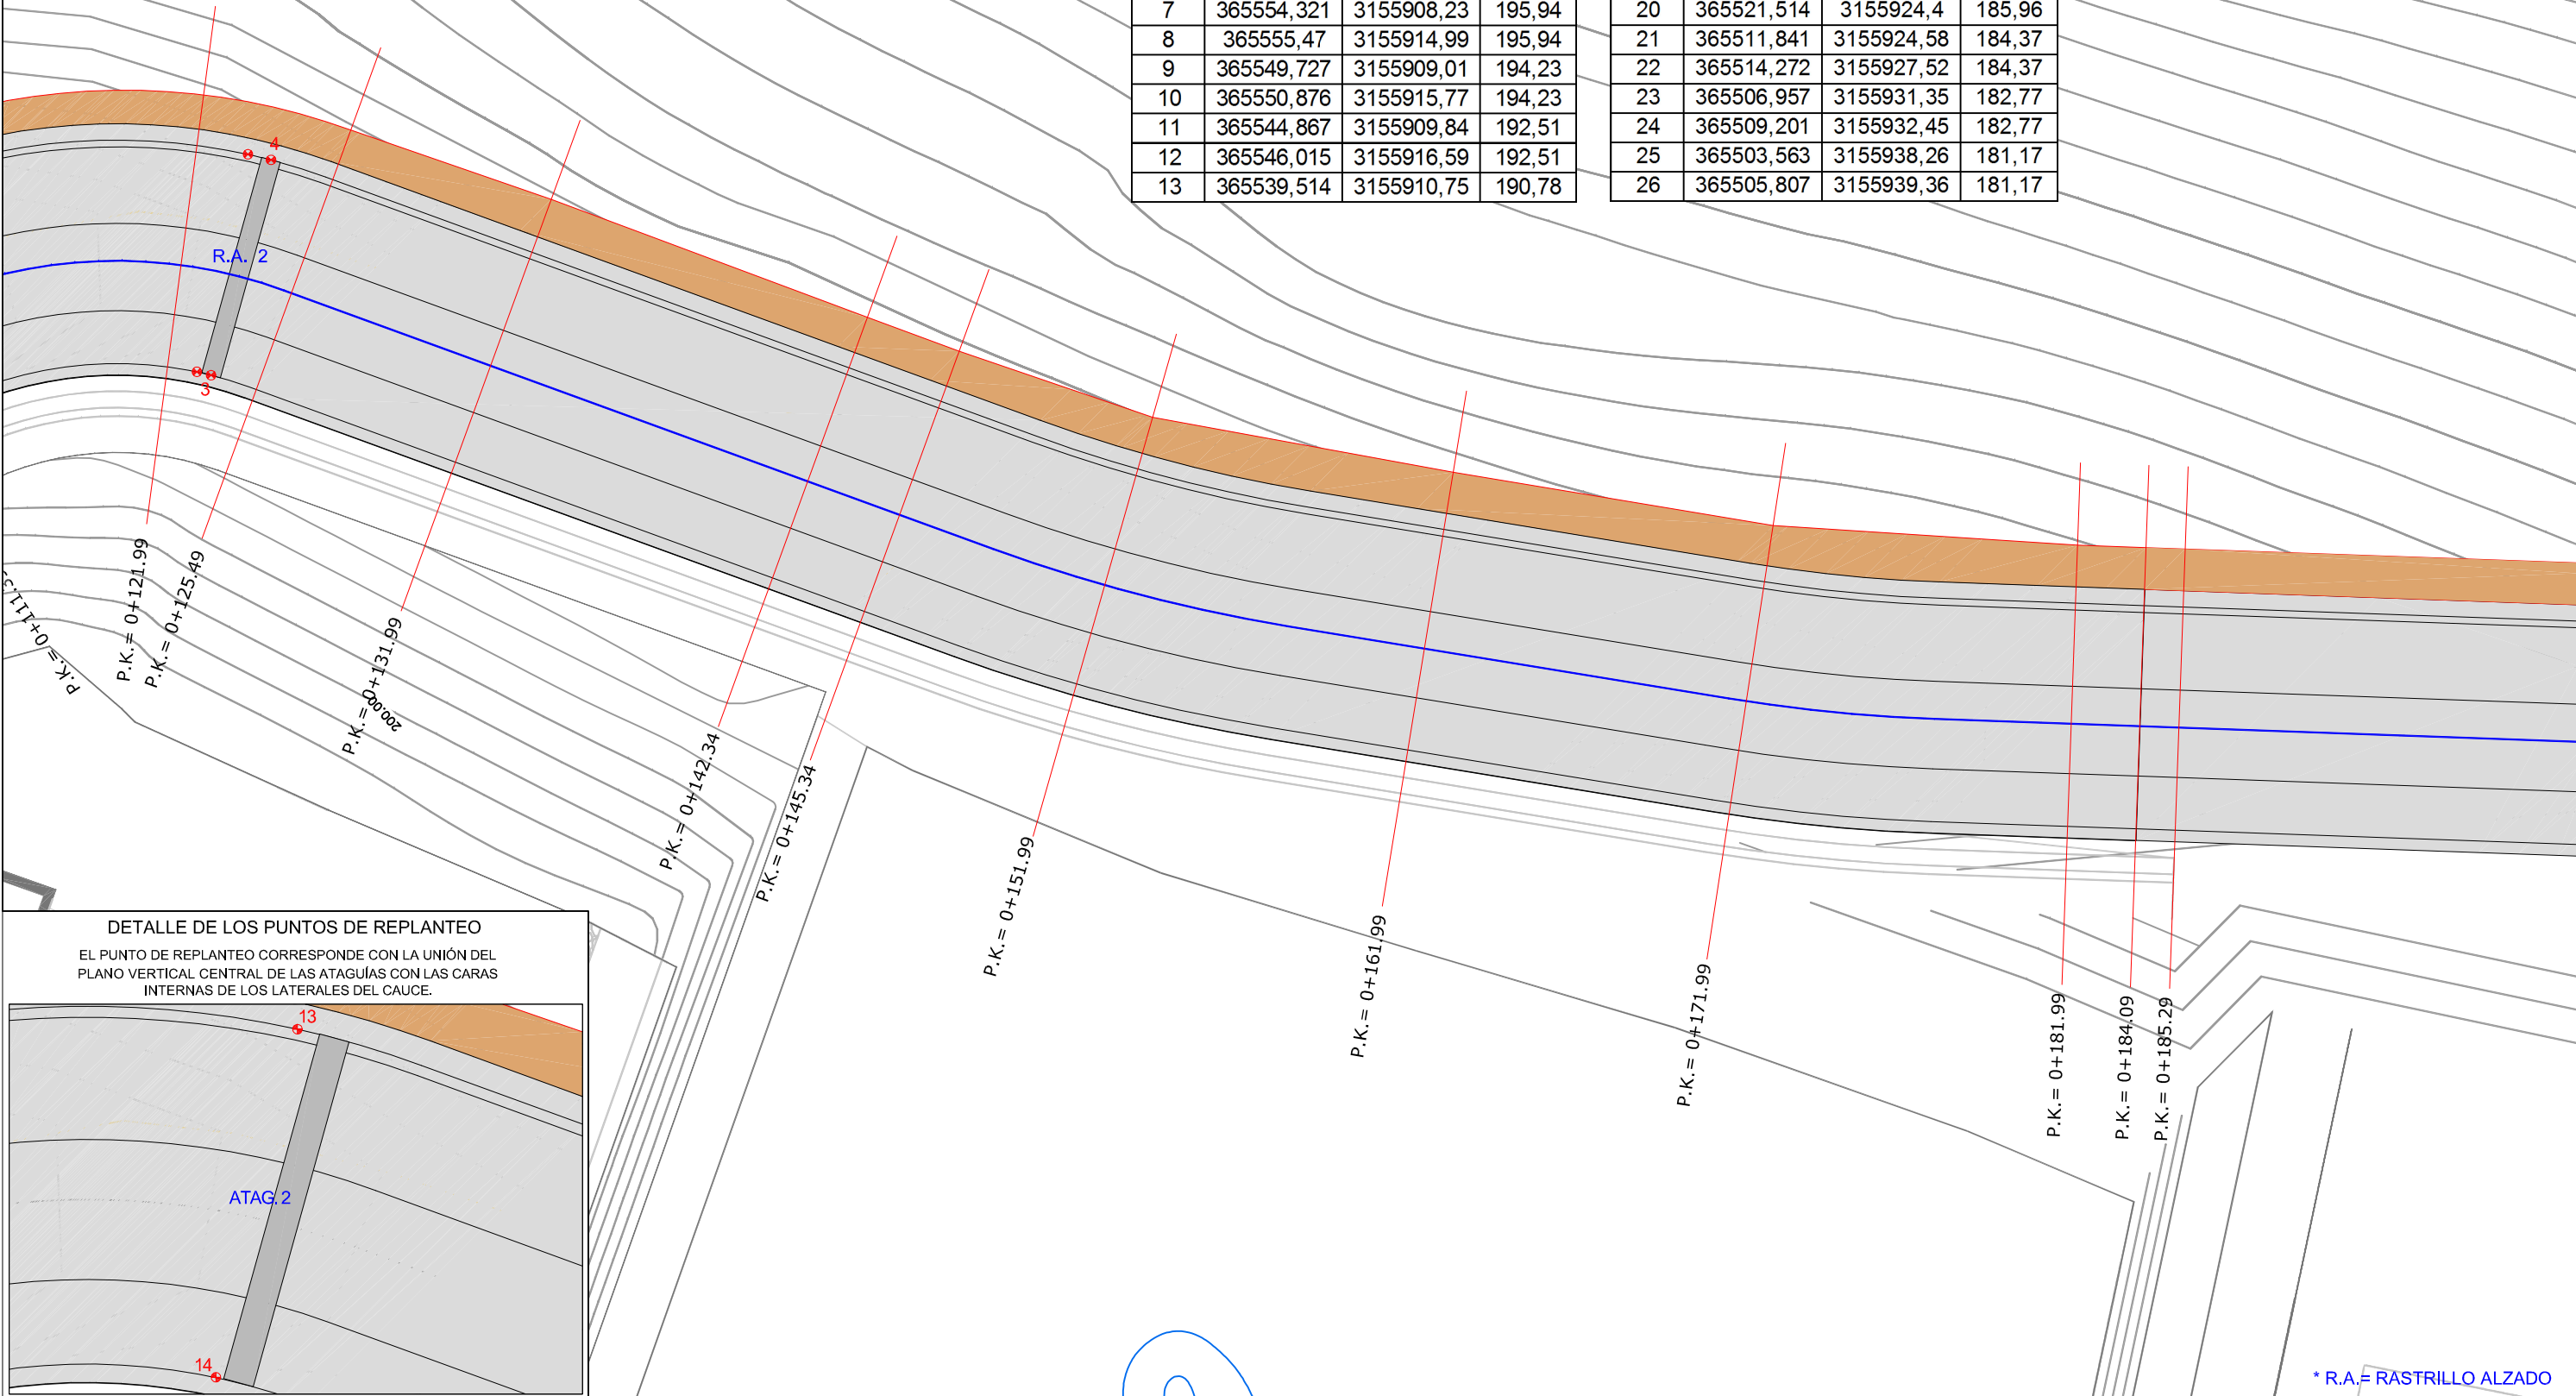 7 365554,321 3155908,23 195,94
8 365555,47 3155914,99 195,94
9 365549,727 3155909,01 194,23
10 365550,876 3155915,77 194,23
11 365544,867 3155909,84 192,51
12 365546,015 3155916,59 192,51
13 365539,514 3155910,75 190,78
20 365521,514 3155924,4 185,96
21 365511,841 3155924,58 184,37
22 365514,272 3155927,52 184,37
23 365506,957 3155931,35 182,77
24 365509,201 3155932,45 182,77
25 365503,563 3155938,26 181,17
26 365505,807 3155939,36 181,17
4
R.A. 2
3
P.K.= 0+121.99
P.K.= 0+125.49
P.K.= 0+131.99
200.00
P.K.= 0+142.34
P.K.= 0+145.34
P.K.= 0+151.99
P.K.= 0+161.99
P.K.= 0+171.99
P.K.= 0+181.99
P.K.= 0+184.09
P.K.= 0+185.29
DETALLE DE LOS PUNTOS DE REPLANTEO
EL PUNTO DE REPLANTEO CORRESPONDE CON LA UNIÓN DEL
PLANO VERTICAL CENTRAL DE LAS ATAGUÍAS CON LAS CARAS
INTERNAS DE LOS LATERALES DEL CAUCE.
13
ATAG. 2
14
* R.A.= RASTRILLO ALZADO